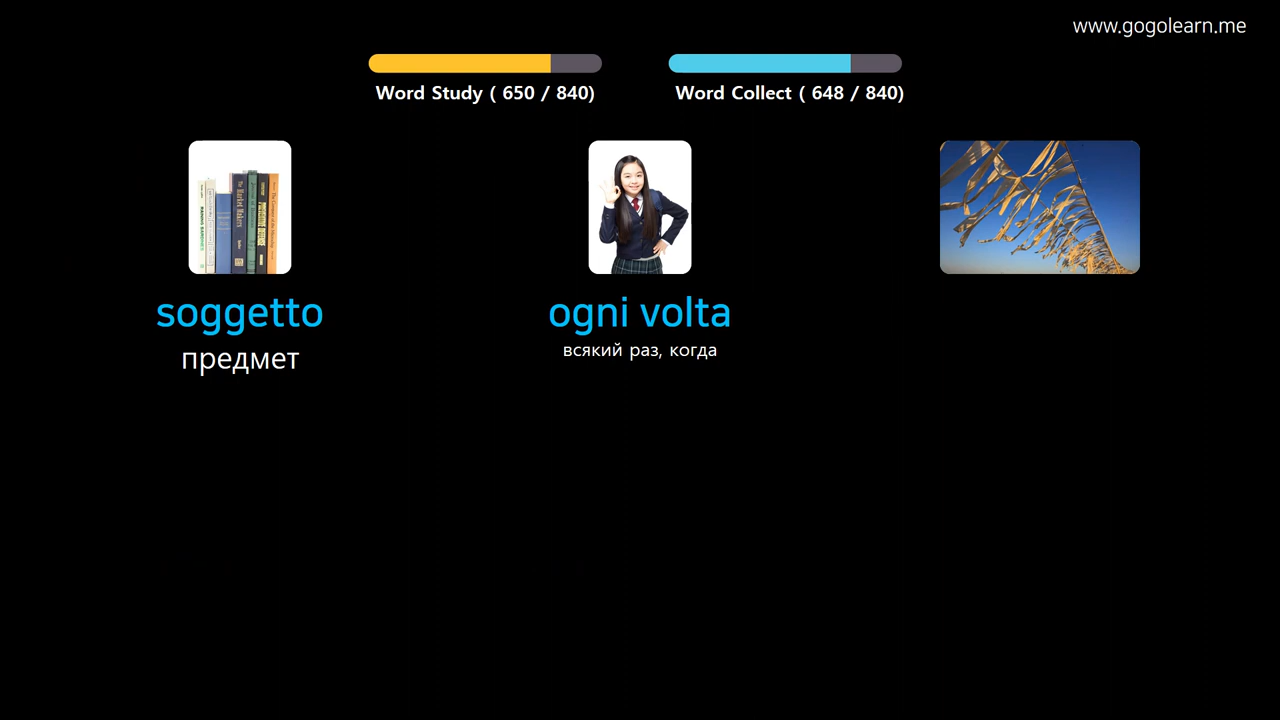 www.gogolearn.me
Word Study ( 650 / 840)
Word Collect ( 648 / 840)
soggetto
предмет
ogni volta
всякий раз, когда